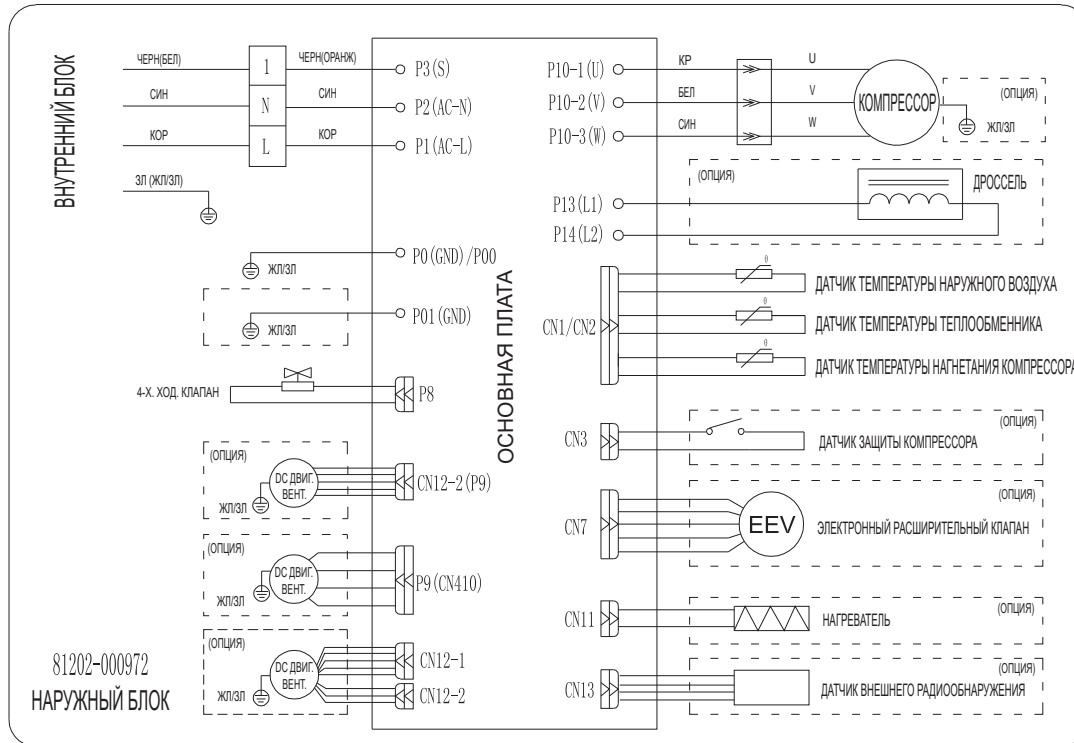 ВНУТРЕННИЙ БЛОК
ЧЕРН(БЕЛ)
1
ЧЕРН(ОРАНЖ)
P3(S)
СИН
N
СИН
P2(AC-N)
КОР
L
КОР
P1(AC-L)
ЗЛ (ЖЛ/ЗЛ)
P0(GND)/P00
ЖЛ/ЗЛ
P01(GND)
ЖЛ/ЗЛ
4-Х. ХОД. КЛАПАН
P8
(ОПЦИЯ)
DC ДВИГ.
ВЕНТ.
ЖЛ/ЗЛ
CN12-2(P9)
(ОПЦИЯ)
DC ДВИГ.
ВЕНТ.
ЖЛ/ЗЛ
P9(CN410)
(ОПЦИЯ)
DC ДВИГ.
ВЕНТ.
ЖЛ/ЗЛ
CN12-1
CN12-2
81202-000972
НАРУЖНЫЙ БЛОК
ОСНОВНАЯ ПЛАТА
P10-1(U)
КР
U
P10-2(V)
БЕЛ
V
P10-3(W)
СИН
W
КОМПРЕССОР
(ОПЦИЯ)
ЖЛ/ЗЛ
(ОПЦИЯ)
ДРОССЕЛЬ
P13(L1)
P14(L2)
CN1/CN2
θ
ДАТЧИК ТЕМПЕРАТУРЫ НАРУЖНОГО ВОЗДУХА
θ
ДАТЧИК ТЕМПЕРАТУРЫ ТЕПЛООБМЕННИКА
θ
ДАТЧИК ТЕМПЕРАТУРЫ НАГНЕТАНИЯ КОМПРЕССОРА
CN3
(ОПЦИЯ)
ДАТЧИК ЗАЩИТЫ КОМПРЕССОРА
CN7
EEV
(ОПЦИЯ)
ЭЛЕКТРОННЫЙ РАСШИРИТЕЛЬНЫЙ КЛАПАН
CN11
(ОПЦИЯ)
НАГРЕВАТЕЛЬ
CN13
(ОПЦИЯ)
ДАТЧИК ВНЕШНЕГО РАДИООБНАРУЖЕНИЯ